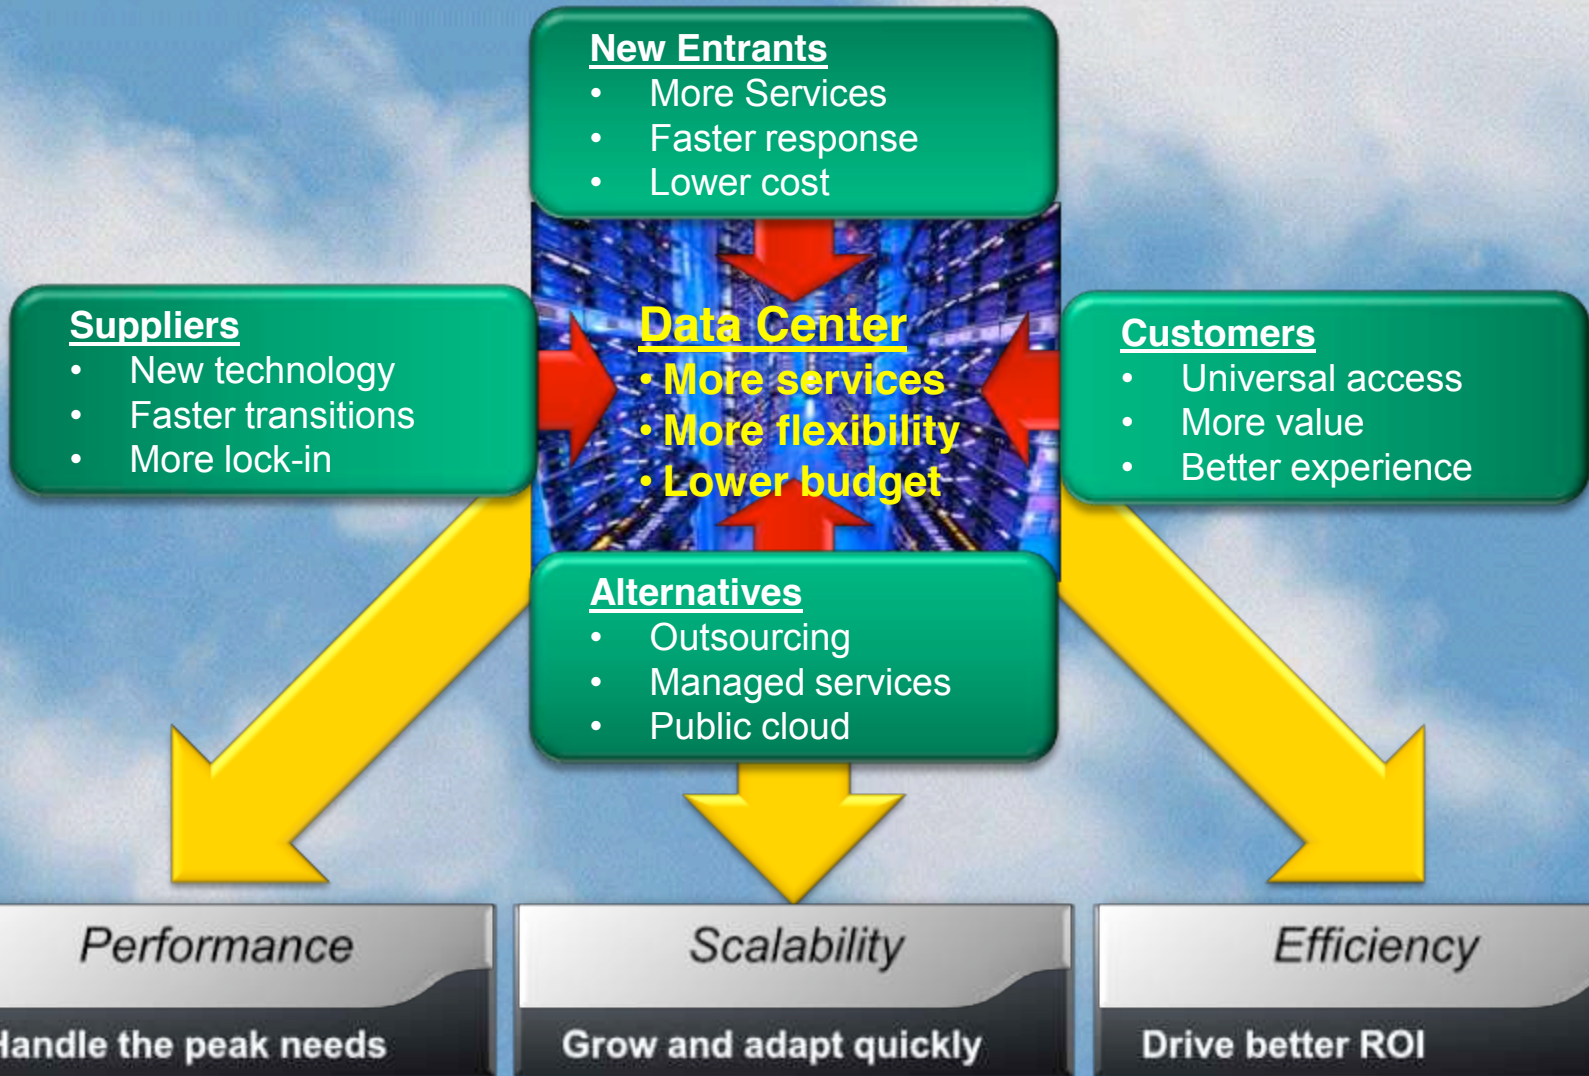 New Entrants
• More Services
• Faster response
• Lower cost
Suppliers
• New technology
• Faster transitions
• More lock-in
Data Center
• More services
• More flexibility
• Lower budget
Customers
• Universal access
• More value
• Better experience
Alternatives
• Outsourcing
• Managed services
• Public cloud
Performance
Handle the peak needs
Scalability
Grow and adapt quickly
Efficiency
Drive better ROI